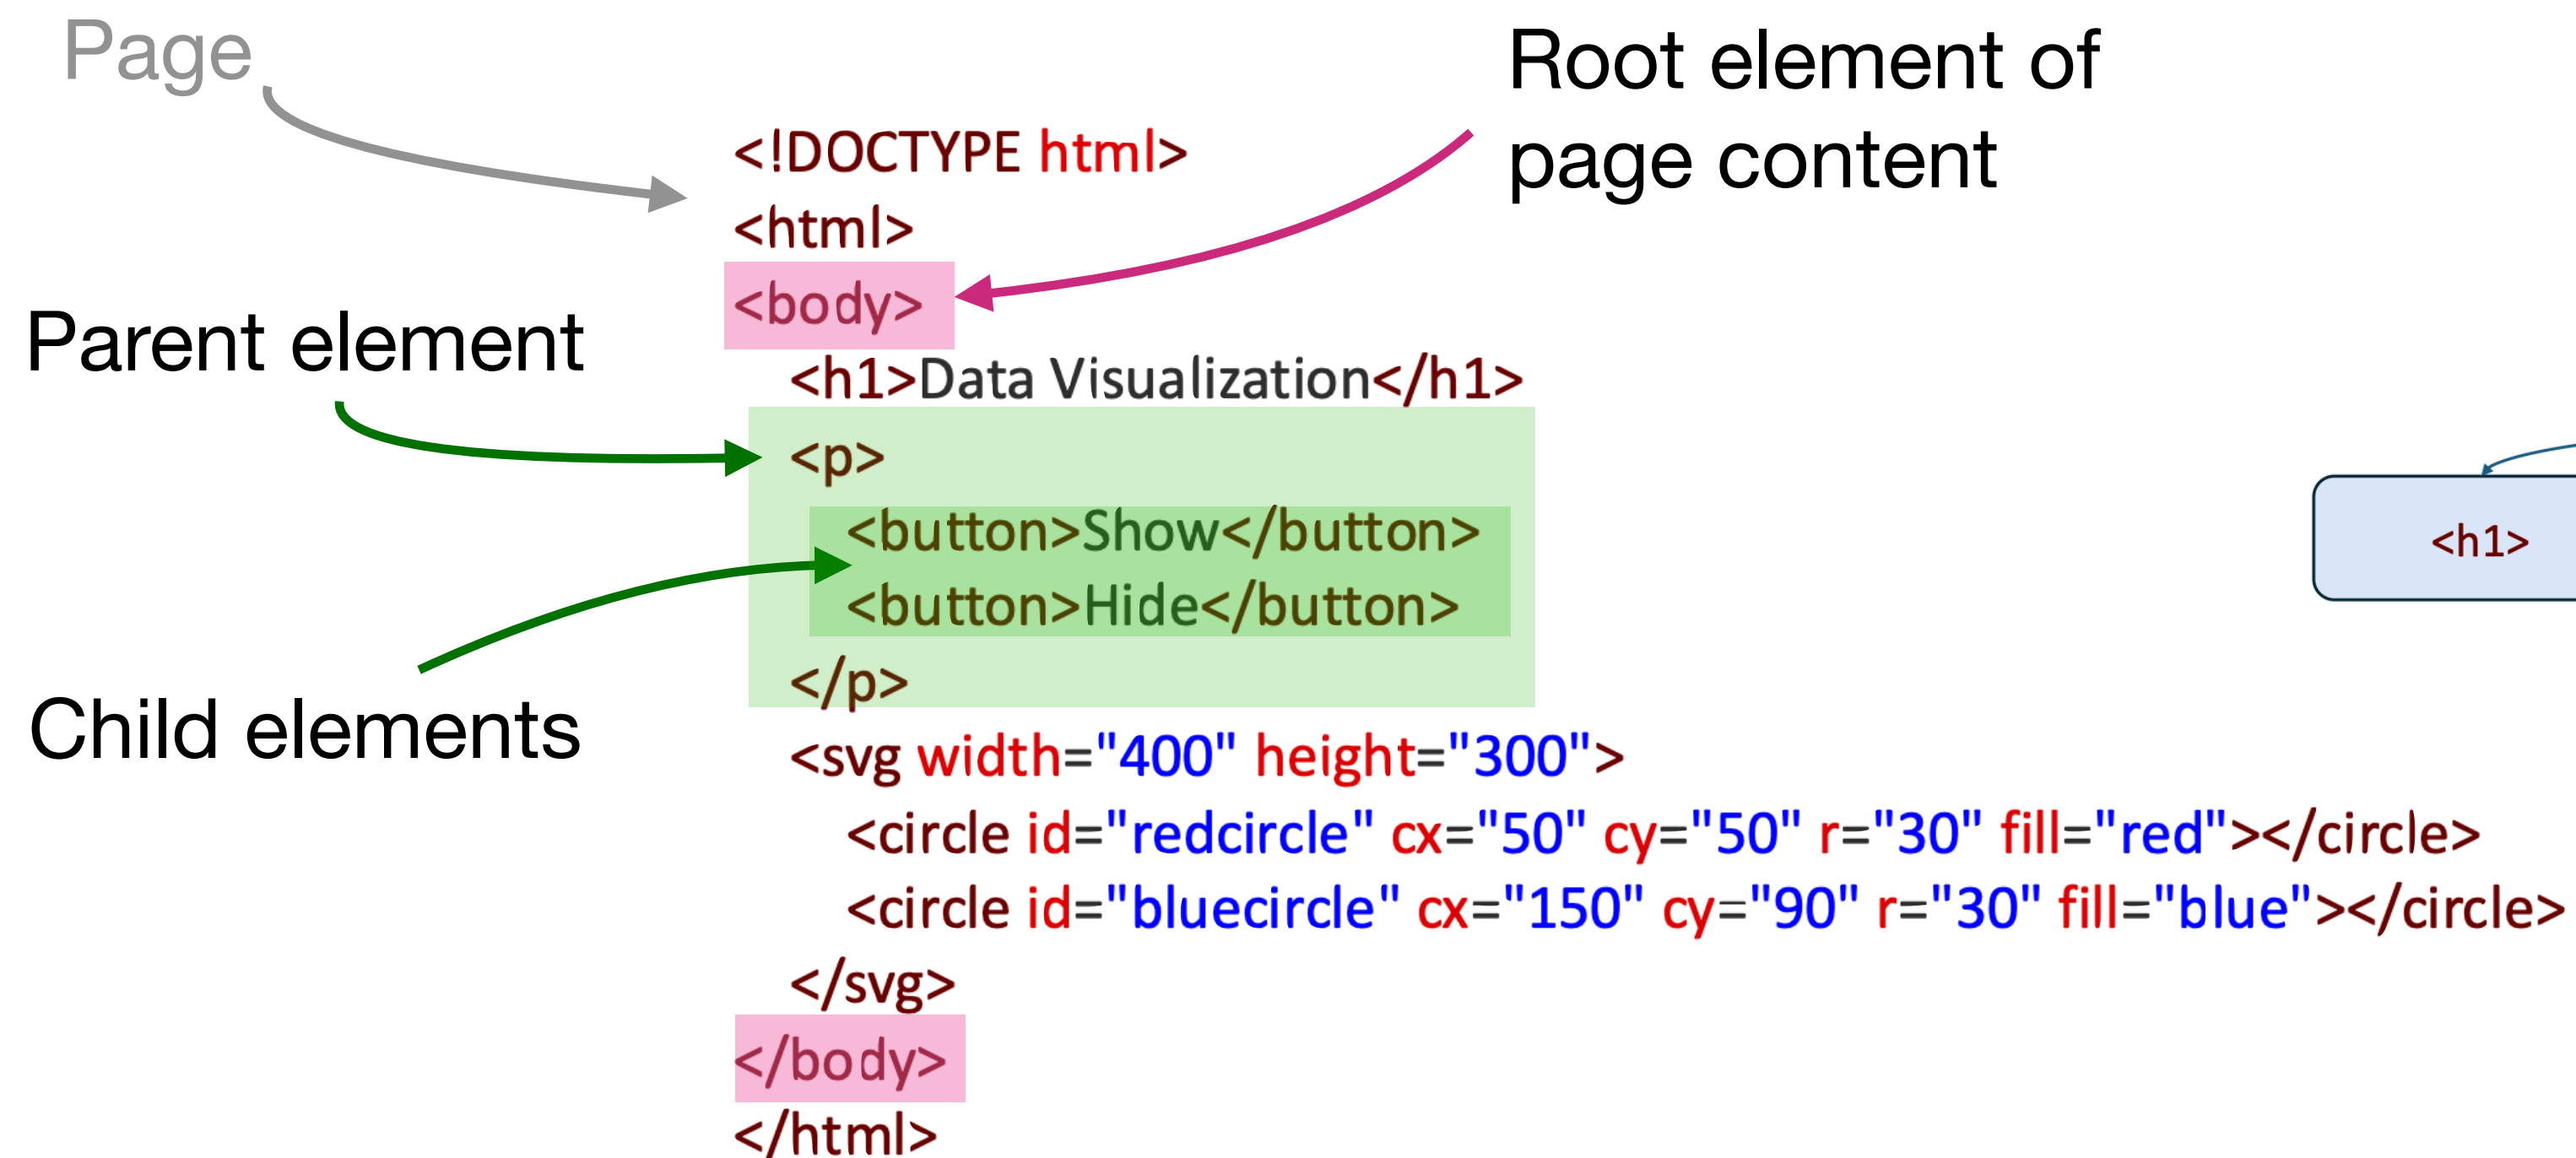 Page
Root element of
page content
<!DOCTYPE html>
<html>
<body>
Parent element
<h1>Data Visualization</h1>
<p>
<button>Show</button>
<h1>
<button>Hide</button>
</p>
Child elements
<svg width="400" height="300">
<circle id="redcircle" cx="50" cy="50" r="30" fill="red"></circle>
<circle id="bluecircle" cx="150" cy="90" r="30" fill="blue"></circle>
</svg>
</body>
</html>